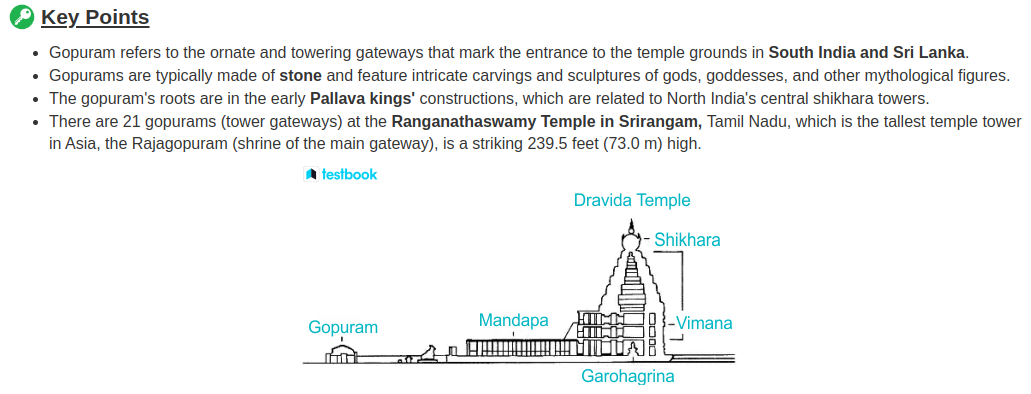 Key Points
• Gopuram refers to the ornate and towering gateways that mark the entrance to the temple grounds in South India and Sri Lanka.
• Gopurams are typically made of stone and feature intricate carvings and sculptures of gods, goddesses, and other mythological figures.
• The gopuram's roots are in the early Pallava kings' constructions, which are related to North India's central shikhara towers.
• There are 21 gopurams (tower gateways) at the Ranganathaswamy Temple in Srirangam, Tamil Nadu, which is the tallest temple tower
in Asia, the Rajagopuram (shrine of the main gateway), is a striking 239.5 feet (73.0 m) high.
testbook
Dravida Temple
Shikhara
Gopuram
Mandapa
Vimana
Garohagrina